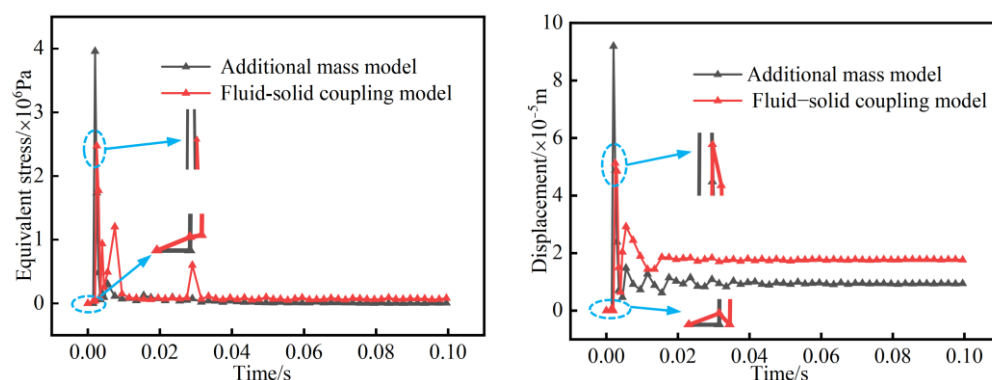 Equivalent stress/×10⁶Pa
4
3
2
1
0
Additional mass model
Fluid-solid coupling model
0.00 0.02 0.04 0.06 0.08 0.10
Time/s
Displacement/×10⁻⁵m
10
8
6
4
2
0
Additional mass model
Fluid−solid coupling model
0.00 0.02 0.04 0.06 0.08 0.10
Time/s